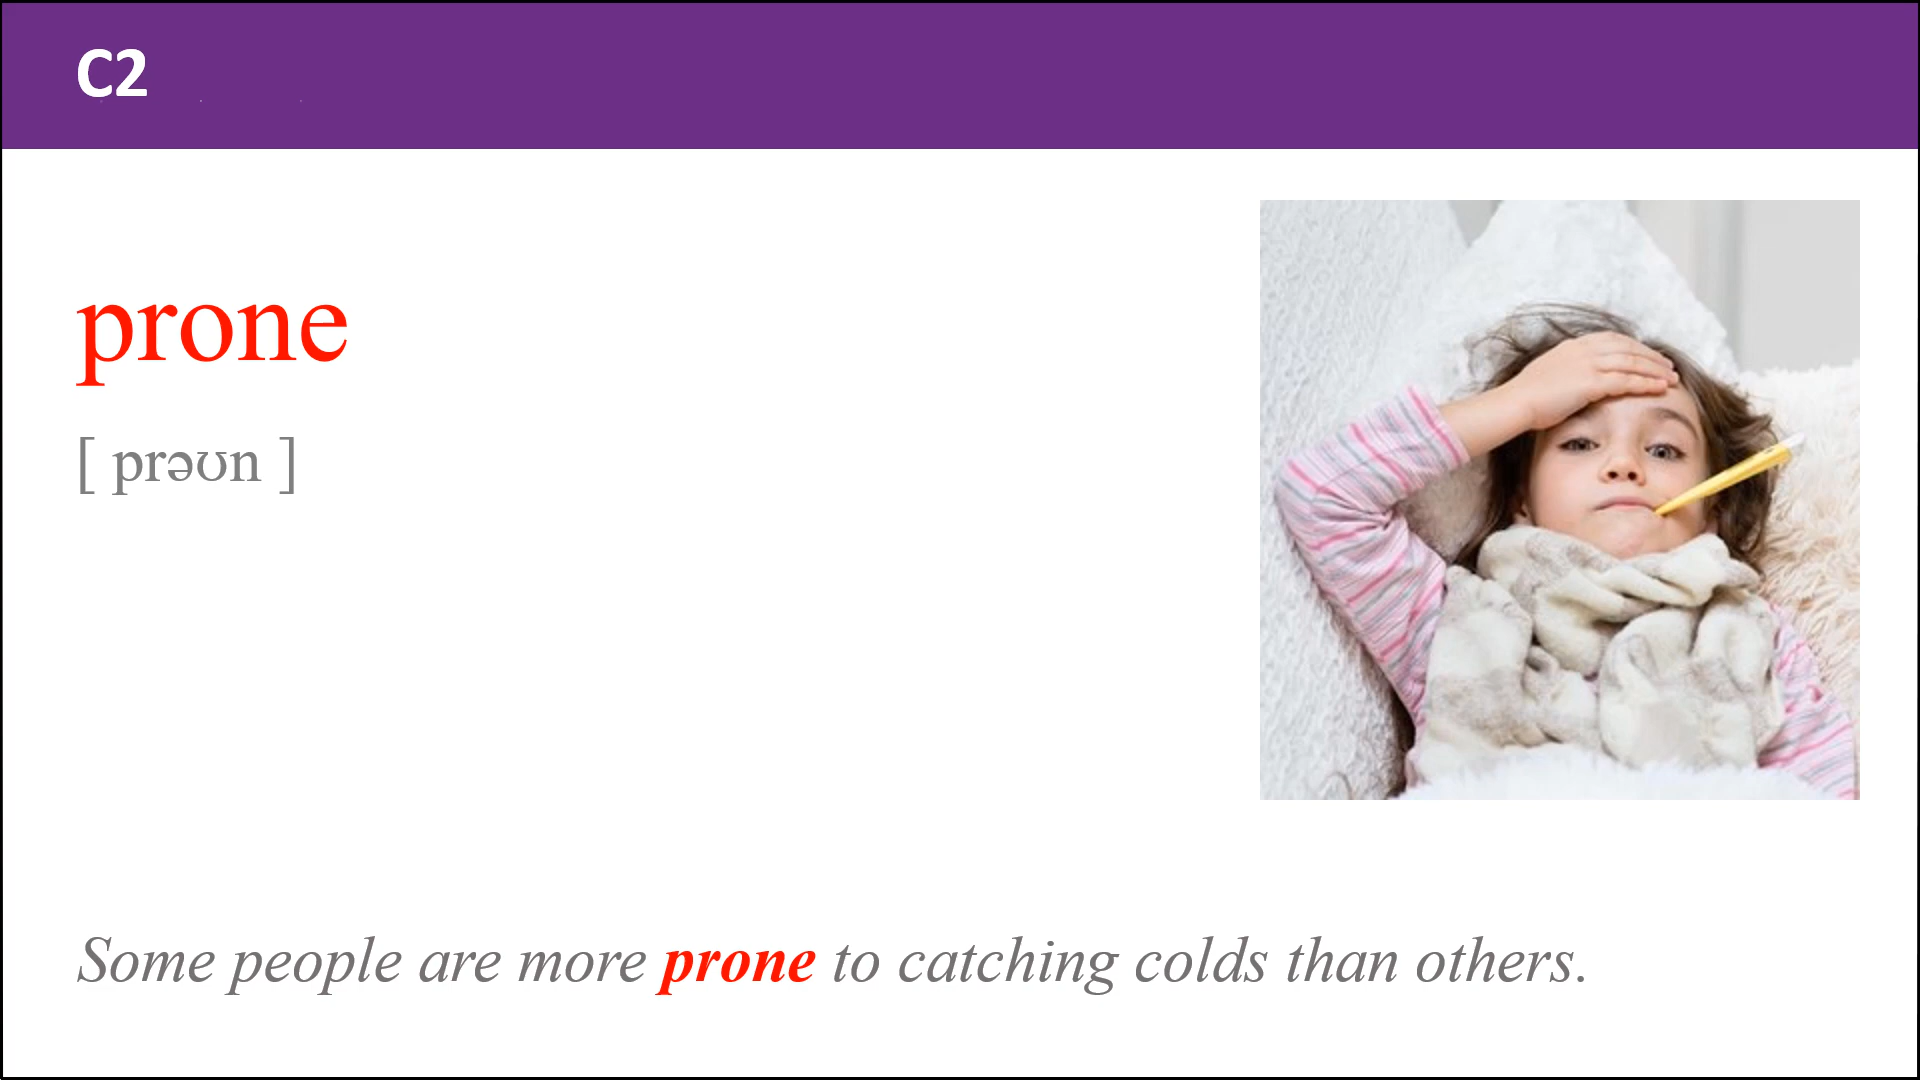 C2
prone
[ prəʊn ]
Some people are more prone to catching colds than others.